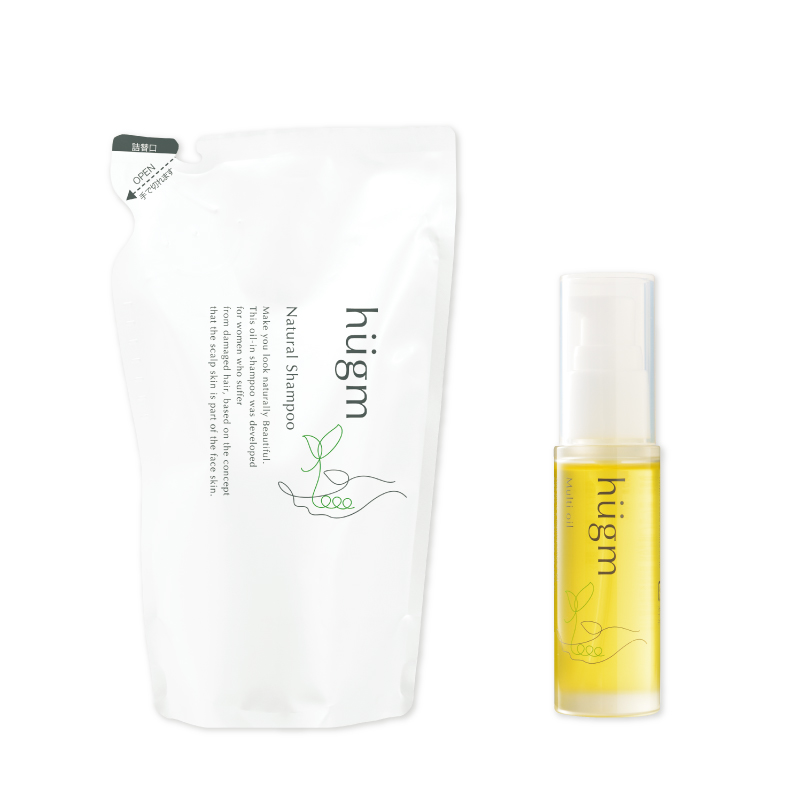 詰替口
OPEN
手で切れます
hügm
Natural Shampoo
Make you look naturally Beautiful.
This oil-in shampoo was developed
for women who suffer
from damaged hair, based on the concept
that the scalp skin is part of the face skin.
hügm
Multi oil